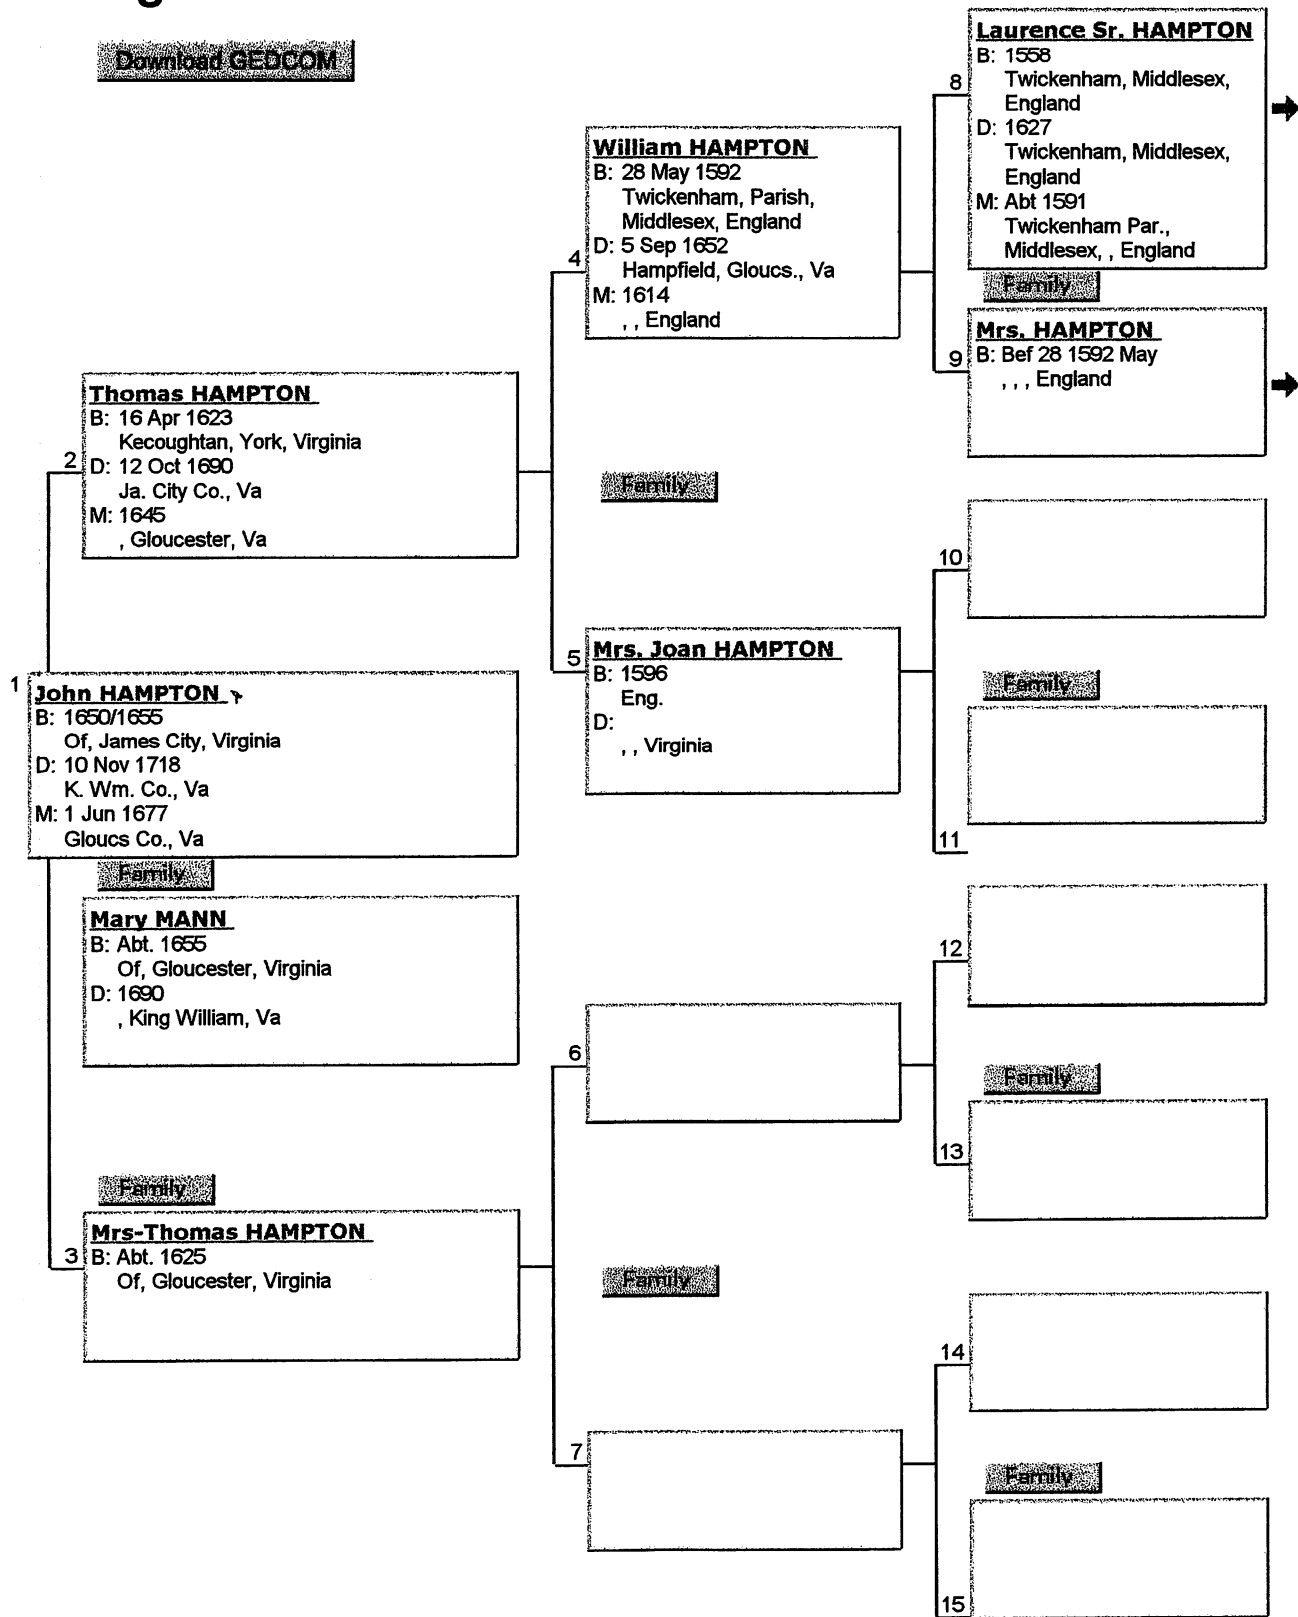 Download GEDCOM
Laurence Sr. HAMPTON
B: 1558
Twickenham, Middlesex,
England
D: 1627
Twickenham, Middlesex,
England
M: Abt 1591
Twickenham Par.,
Middlesex, , England
8
Family
William HAMPTON
B: 28 May 1592
Twickenham, Parish,
Middlesex, England
D: 5 Sep 1652
Hampfield, Gloucs., Va
M: 1614
, , England
4
Mrs. HAMPTON
B: Bef 28 1592 May
, , , England
9
Thomas HAMPTON
B: 16 Apr 1623
Kecoughtan, York, Virginia
D: 12 Oct 1690
Ja. City Co., Va
M: 1645
, Gloucester, Va
2
Family
10
Mrs. Joan HAMPTON
B: 1596
Eng.
D:
, , Virginia
5
Family
11
1
John HAMPTON
B: 1650/1655
Of, James City, Virginia
D: 10 Nov 1718
K. Wm. Co., Va
M: 1 Jun 1677
Gloucs Co., Va
Family
Mary MANN
B: Abt. 1655
Of, Gloucester, Virginia
D: 1690
, King William, Va
12
6
Family
13
Family
Mrs-Thomas HAMPTON
B: Abt. 1625
Of, Gloucester, Virginia
3
Family
14
7
Family
15